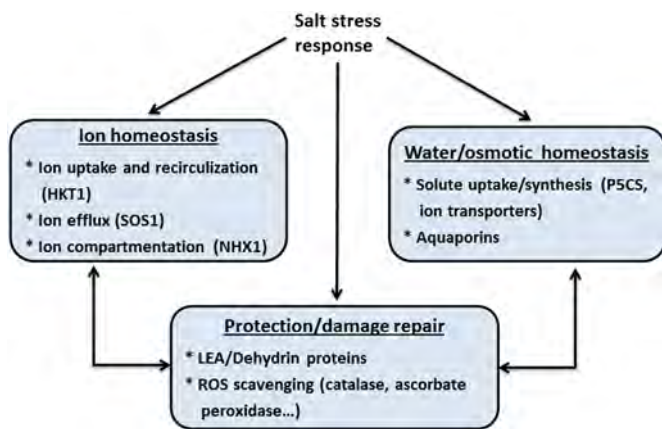 Salt stress
response
Ion homeostasis
* Ion uptake and recirculization
(HKT1)
* Ion efflux (SOS1)
* Ion compartmentation (NHX1)
Water/osmotic homeostasis
* Solute uptake/synthesis (P5CS,
ion transporters)
* Aquaporins
Protection/damage repair
* LEA/Dehydrin proteins
* ROS scavenging (catalase, ascorbate
peroxidase...)